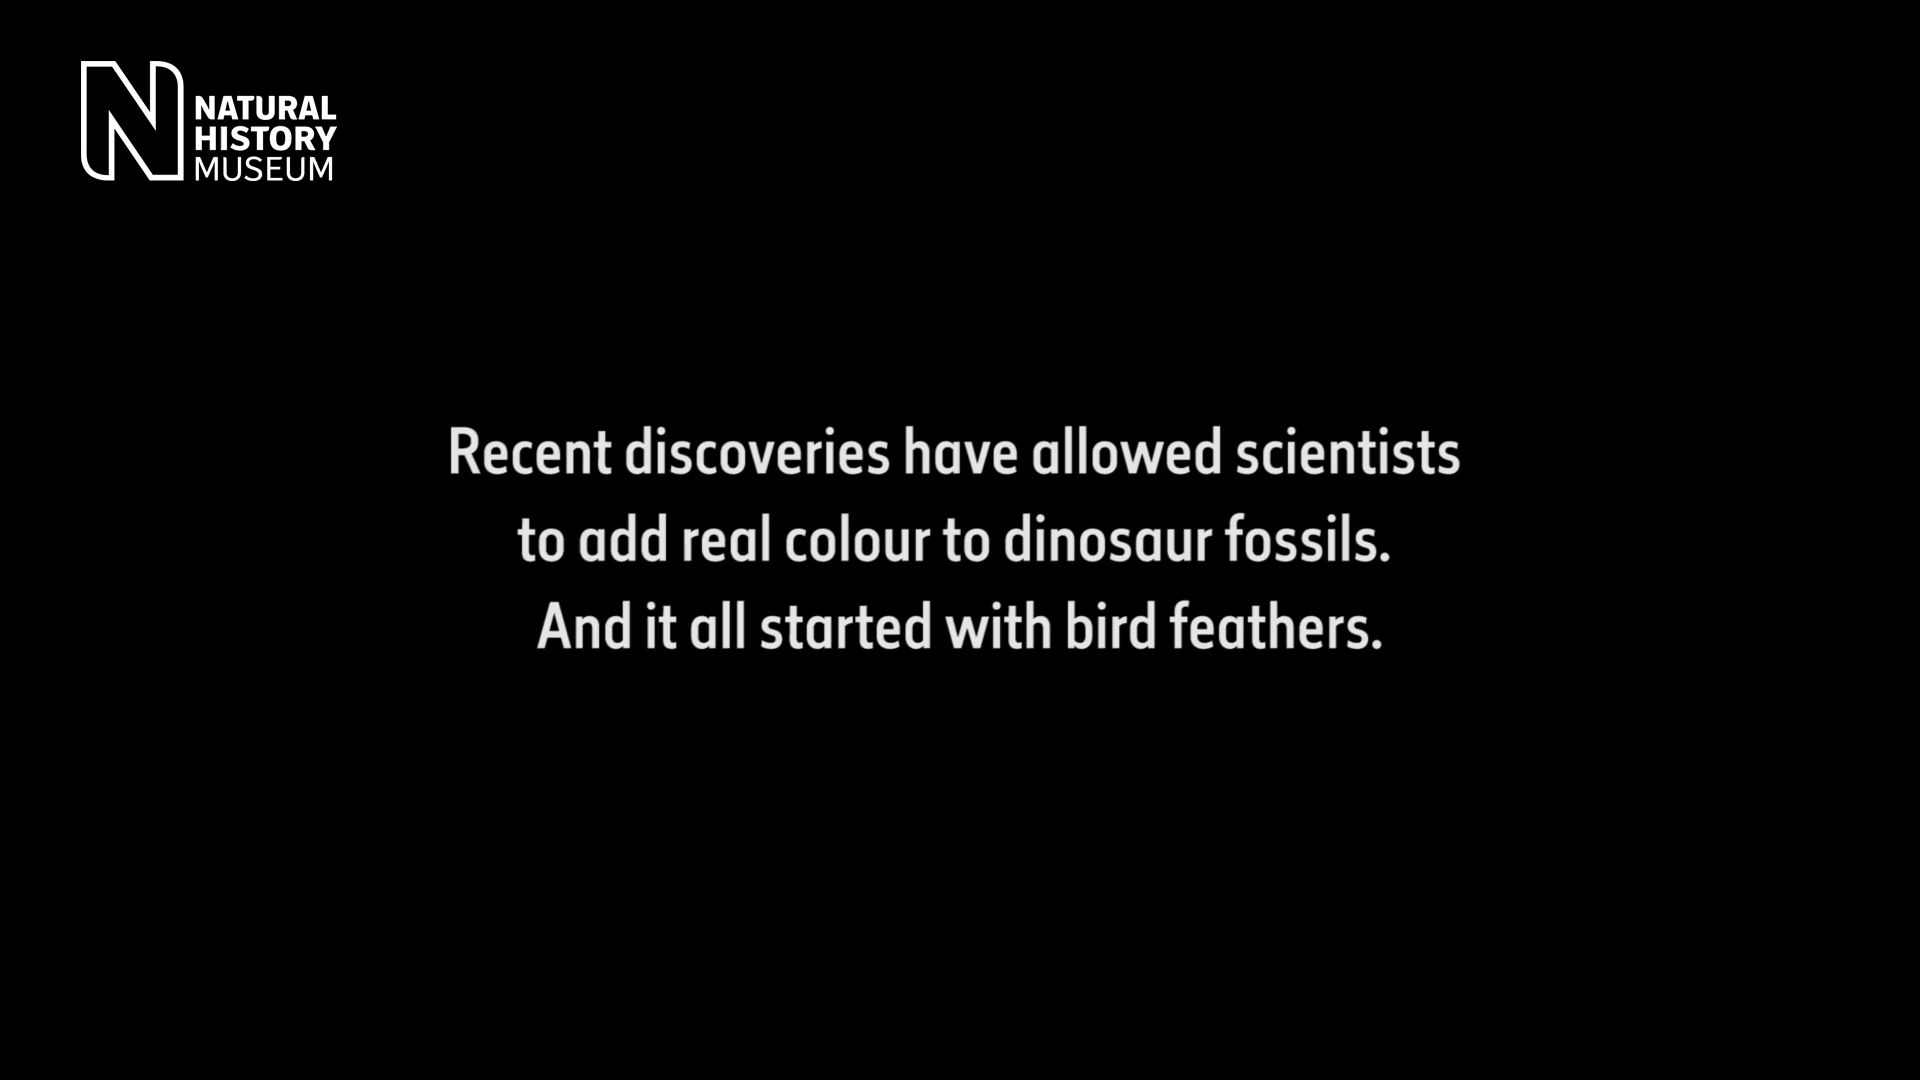 NATURAL
HISTORY
MUSEUM
Recent discoveries have allowed scientists
to add real colour to dinosaur fossils.
And it all started with bird feathers.